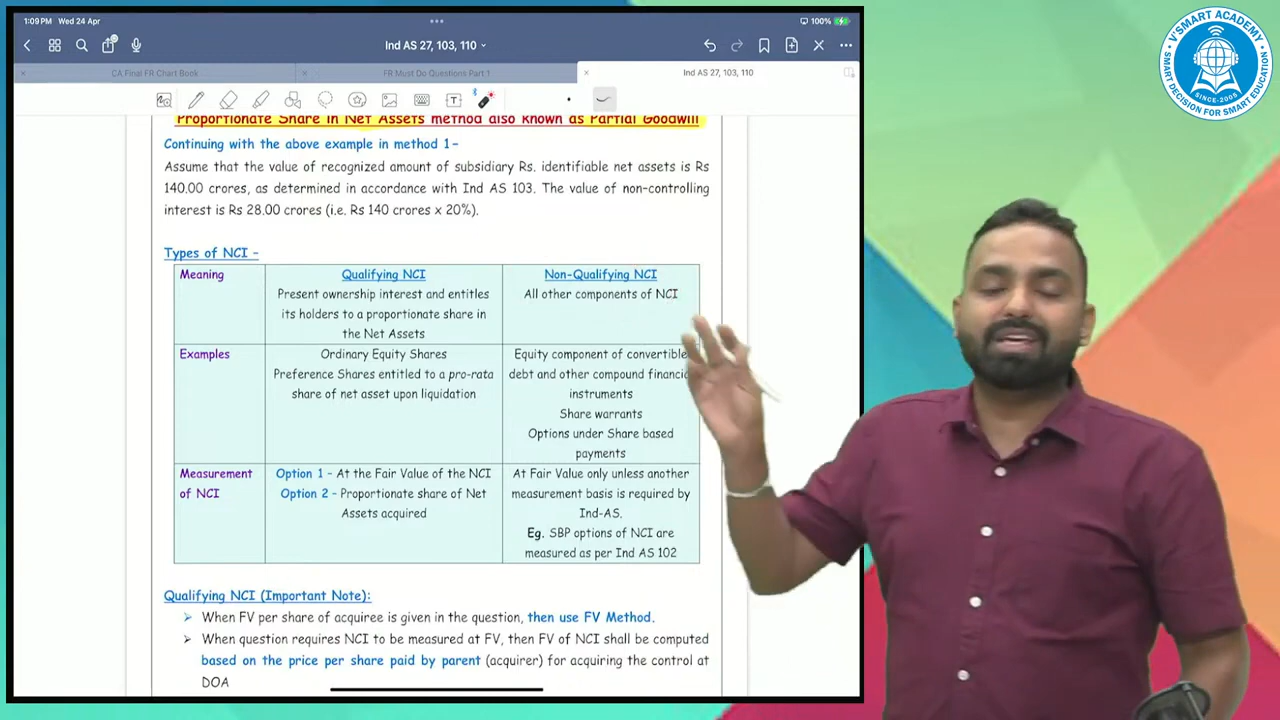 1:09 PM Wed 24 Apr
100%
Ind AS 27, 103, 110
CA Final FR Chart Book
FR Must Do Questions Part 1
Ind AS 27, 103, 110
Proportionate Share in Net Assets method also known as Partial Goodwill
Continuing with the above example in method 1 –
Assume that the value of recognized amount of subsidiary Rs. identifiable net assets is Rs
140.00 crores, as determined in accordance with Ind AS 103. The value of non-controlling
interest is Rs 28.00 crores (i.e. Rs 140 crores x 20%).
Types of NCI –
Meaning
Qualifying NCI
Present ownership interest and entitles
its holders to a proportionate share in
the Net Assets
Non-Qualifying NCI
All other components of NCI
Examples
Ordinary Equity Shares
Preference Shares entitled to a pro-rata
share of net asset upon liquidation
Equity component of convertible
debt and other compound financi
instruments
Share warrants
Options under Share based
payments
Measurement
of NCI
Option 1 - At the Fair Value of the NCI
Option 2 - Proportionate share of Net
Assets acquired
At Fair Value only unless another
measurement basis is required by
Ind-AS.
Eg. SBP options of NCI are
measured as per Ind AS 102
Qualifying NCI (Important Note):
When FV per share of acquiree is given in the question, then use FV Method.
When question requires NCI to be measured at FV, then FV of NCI shall be computed
based on the price per share paid by parent (acquirer) for acquiring the control at
DOA
V'SMART ACADEMY
SINCE-2005
SMART DECISION FOR SMART EDUCATION